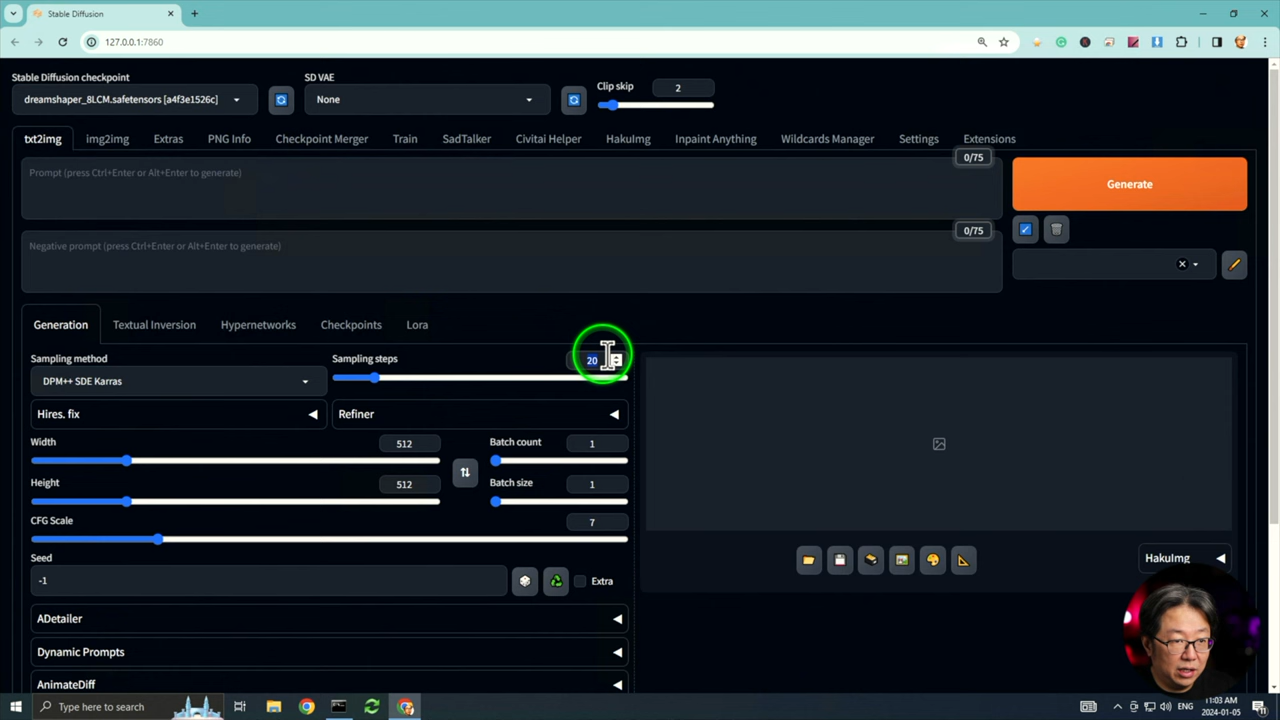 Stable Diffusion
127.0.0.1:7860
Stable Diffusion checkpoint
SD VAE
Clip skip
2
dreamshaper_8LCM.safetensors [a4f3e1526c]
None
txt2img
img2img
Extras
PNG Info
Checkpoint Merger
Train
SadTalker
Civitai Helper
HakuImg
Inpaint Anything
Wildcards Manager
Settings
Extensions
0/75
Prompt (press Ctrl+Enter or Alt+Enter to generate)
Generate
0/75
Negative prompt (press Ctrl+Enter or Alt+Enter to generate)
Generation
Textual Inversion
Hypernetworks
Checkpoints
Lora
Sampling method
Sampling steps
20
DPM++ SDE Karras
Hires. fix
Refiner
Width
512
Batch count
1
Height
512
Batch size
1
CFG Scale
7
Seed
-1
Extra
HakuImg
ADetailer
Dynamic Prompts
AnimateDiff
Type here to search
ENG
11:03 AM
2024-01-05